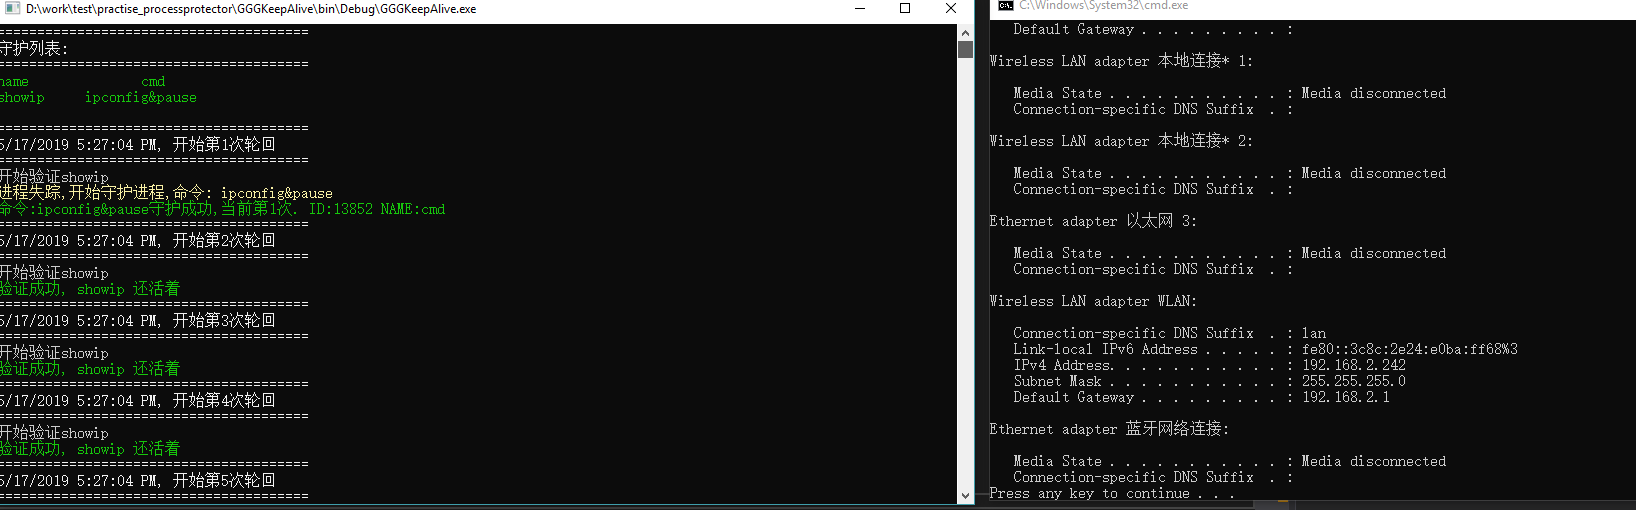 D:\work\test\practise_processprotector\GGGKeepAlive\bin\Debug\GGGKeepAlive.exe
=======================================
守护列表:
=======================================
name cmd
showip ipconfig&pause
=======================================
5/17/2019 5:27:04 PM, 开始第1次轮回
=======================================
开始验证showip
进程失踪,开始守护进程,命令: ipconfig&pause
命令:ipconfig&pause守护成功,当前第1次. ID:13852 NAME:cmd
=======================================
5/17/2019 5:27:04 PM, 开始第2次轮回
=======================================
开始验证showip
验证成功, showip 还活着
=======================================
5/17/2019 5:27:04 PM, 开始第3次轮回
=======================================
开始验证showip
验证成功, showip 还活着
=======================================
5/17/2019 5:27:04 PM, 开始第4次轮回
=======================================
开始验证showip
验证成功, showip 还活着
=======================================
5/17/2019 5:27:04 PM, 开始第5次轮回
=======================================
C:\Windows\System32\cmd.exe
Default Gateway . . . . . . . . . :
Wireless LAN adapter 本地连接* 1:
Media State . . . . . . . . . . . : Media disconnected
Connection-specific DNS Suffix  . :
Wireless LAN adapter 本地连接* 2:
Media State . . . . . . . . . . . : Media disconnected
Connection-specific DNS Suffix  . :
Ethernet adapter 以太网 3:
Media State . . . . . . . . . . . : Media disconnected
Connection-specific DNS Suffix  . :
Wireless LAN adapter WLAN:
Connection-specific DNS Suffix  . : lan
Link-local IPv6 Address . . . . . : fe80::3c8c:2e24:e0ba:ff68%3
IPv4 Address. . . . . . . . . . . : 192.168.2.242
Subnet Mask . . . . . . . . . . . : 255.255.255.0
Default Gateway . . . . . . . . . : 192.168.2.1
Ethernet adapter 蓝牙网络连接:
Media State . . . . . . . . . . . : Media disconnected
Connection-specific DNS Suffix  . :
Press any key to continue . . .